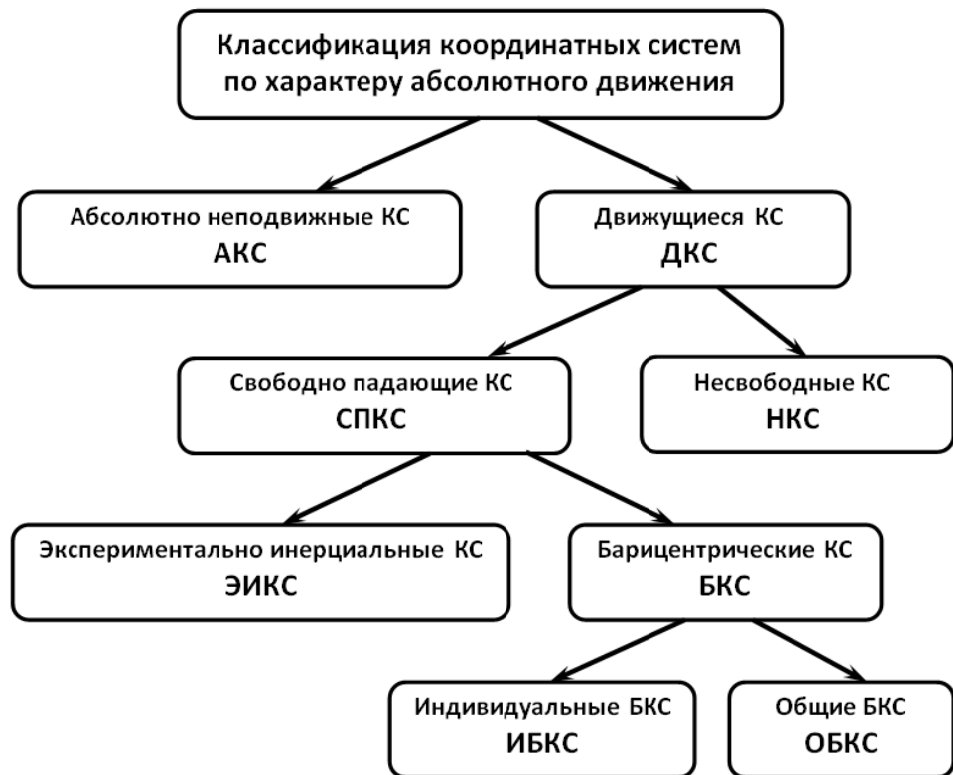 Классификация координатных систем
по характеру абсолютного движения
Абсолютно неподвижные КС
АКС
Движущиеся КС
ДКС
Свободно падающие КС
СПКС
Несвободные КС
НКС
Экспериментально инерциальные КС
ЭИКС
Барицентрические КС
БКС
Индивидуальные БКС
ИБКС
Общие БКС
ОБКС